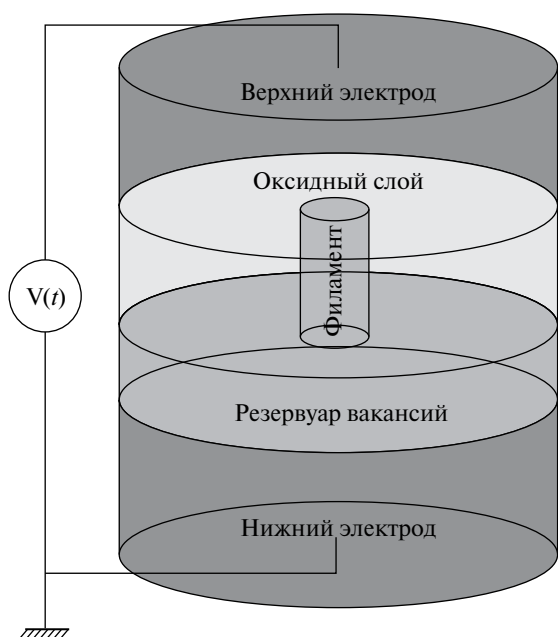 Верхний электрод
Оксидный слой
Филамент
V(t)
Резервуар вакансий
Нижний электрод